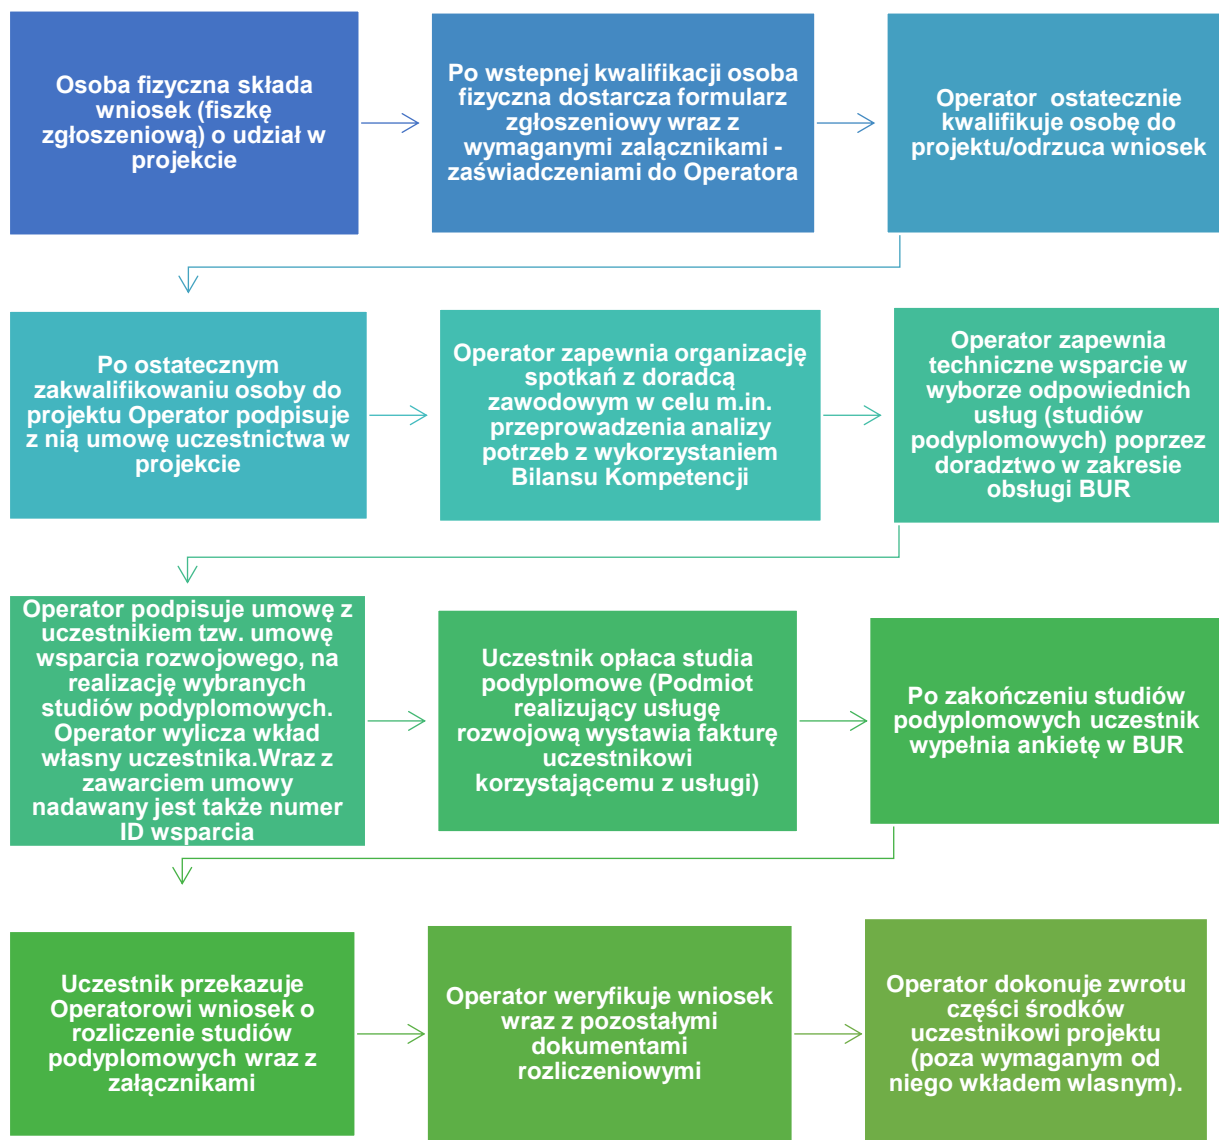 Osoba fizyczna składa
wniosek (fiszkę
zgłoszeniową) o udział w
projekcie
Po wstepnej kwalifikacji osoba
fizyczna dostarcza formularz
zgłoszeniowy wraz z
wymaganymi zalącznikami -
zaświadczeniami do Operatora
Operator ostatecznie
kwalifikuje osobę do
projektu/odrzuca wniosek
Po ostatecznym
zakwalifikowaniu osoby do
projektu Operator podpisuje
z nią umowę uczestnictwa w
projekcie
Operator zapewnia organizację
spotkań z doradcą
zawodowym w celu m.in.
przeprowadzenia analizy
potrzeb z wykorzystaniem
Bilansu Kompetencji
Operator zapewnia
techniczne wsparcie w
wyborze odpowiednich
usług (studiów
podyplomowych) poprzez
doradztwo w zakresie
obsługi BUR
Operator podpisuje umowę z
uczestnikiem tzw. umowę
wsparcia rozwojowego, na
realizację wybranych
studiów podyplomowych.
Operator wylicza wkład
własny uczestnika.Wraz z
zawarciem umowy
nadawany jest także numer
ID wsparcia
Uczestnik opłaca studia
podyplomowe (Podmiot
realizujący usługę
rozwojową wystawia fakturę
uczestnikowi
korzystającemu z usługi)
Po zakończeniu studiów
podyplomowych uczestnik
wypełnia ankietę w BUR
Uczestnik przekazuje
Operatorowi wniosek o
rozliczenie studiów
podyplomowych wraz z
załącznikami
Operator weryfikuje wniosek
wraz z pozostałymi
dokumentami
rozliczeniowymi
Operator dokonuje zwrotu
części środków
uczestnikowi projektu
(poza wymaganym od
niego wkładem wlasnym).